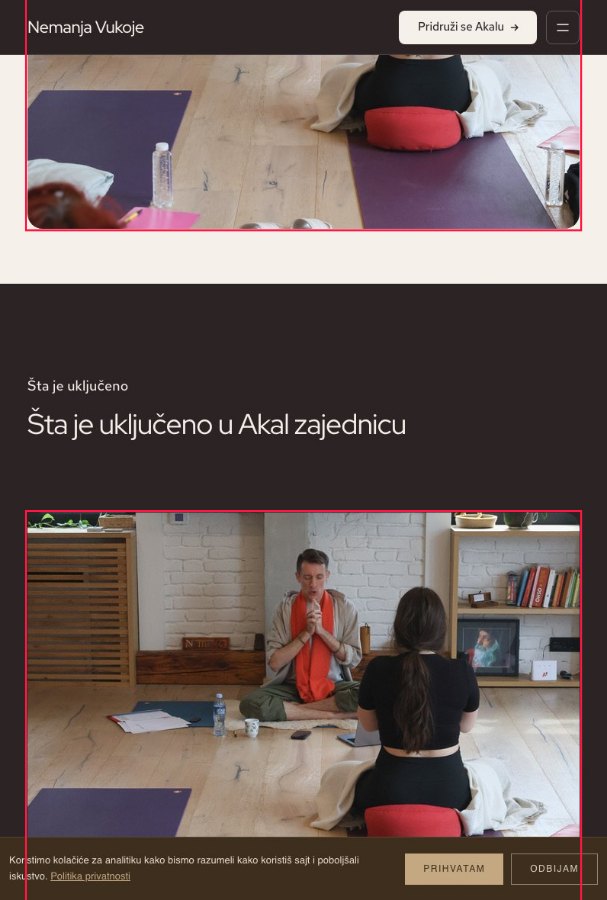 Nemanja Vukoje
Pridruži se Akalu →
Šta je uključeno
Šta je uključeno u Akal zajednicu
Koristimo kolačiće za analitiku kako bismo razumeli kako koristiš sajt i poboljšali
iskustvo. Politika privatnosti
PRIHVATAM
ODBIJAM